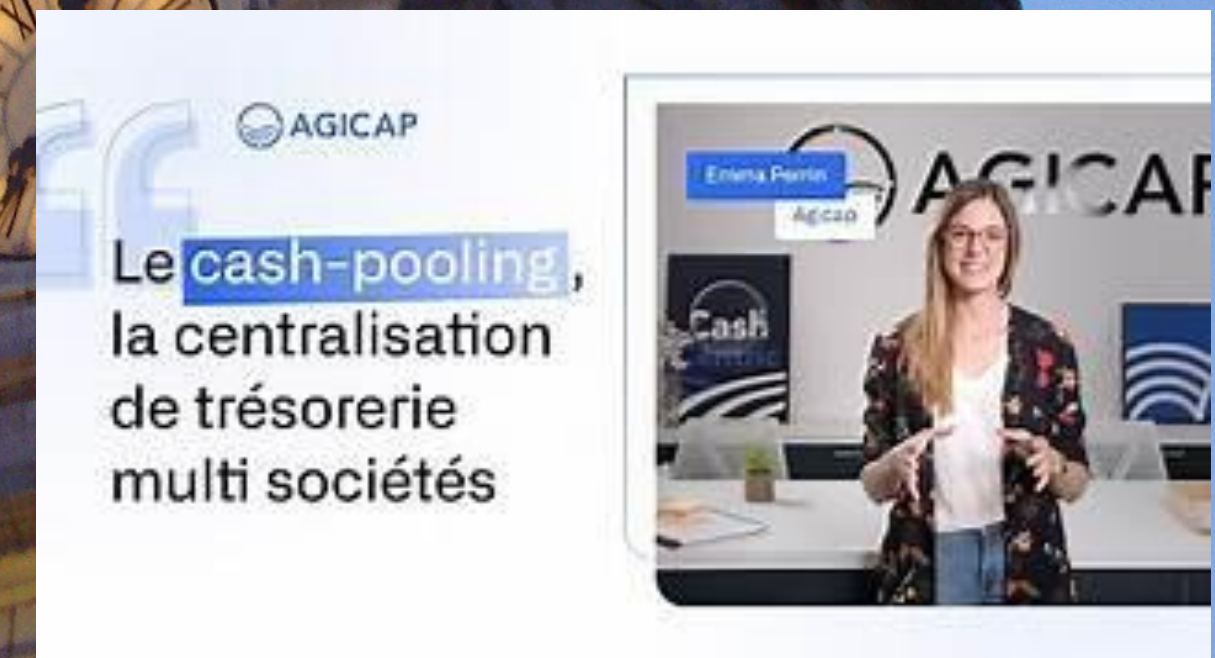 AGICAP
Le cash-pooling,
la centralisation
de trésorerie
multi sociétés
AGICAP
Emma Perrin
Agicap
Cash